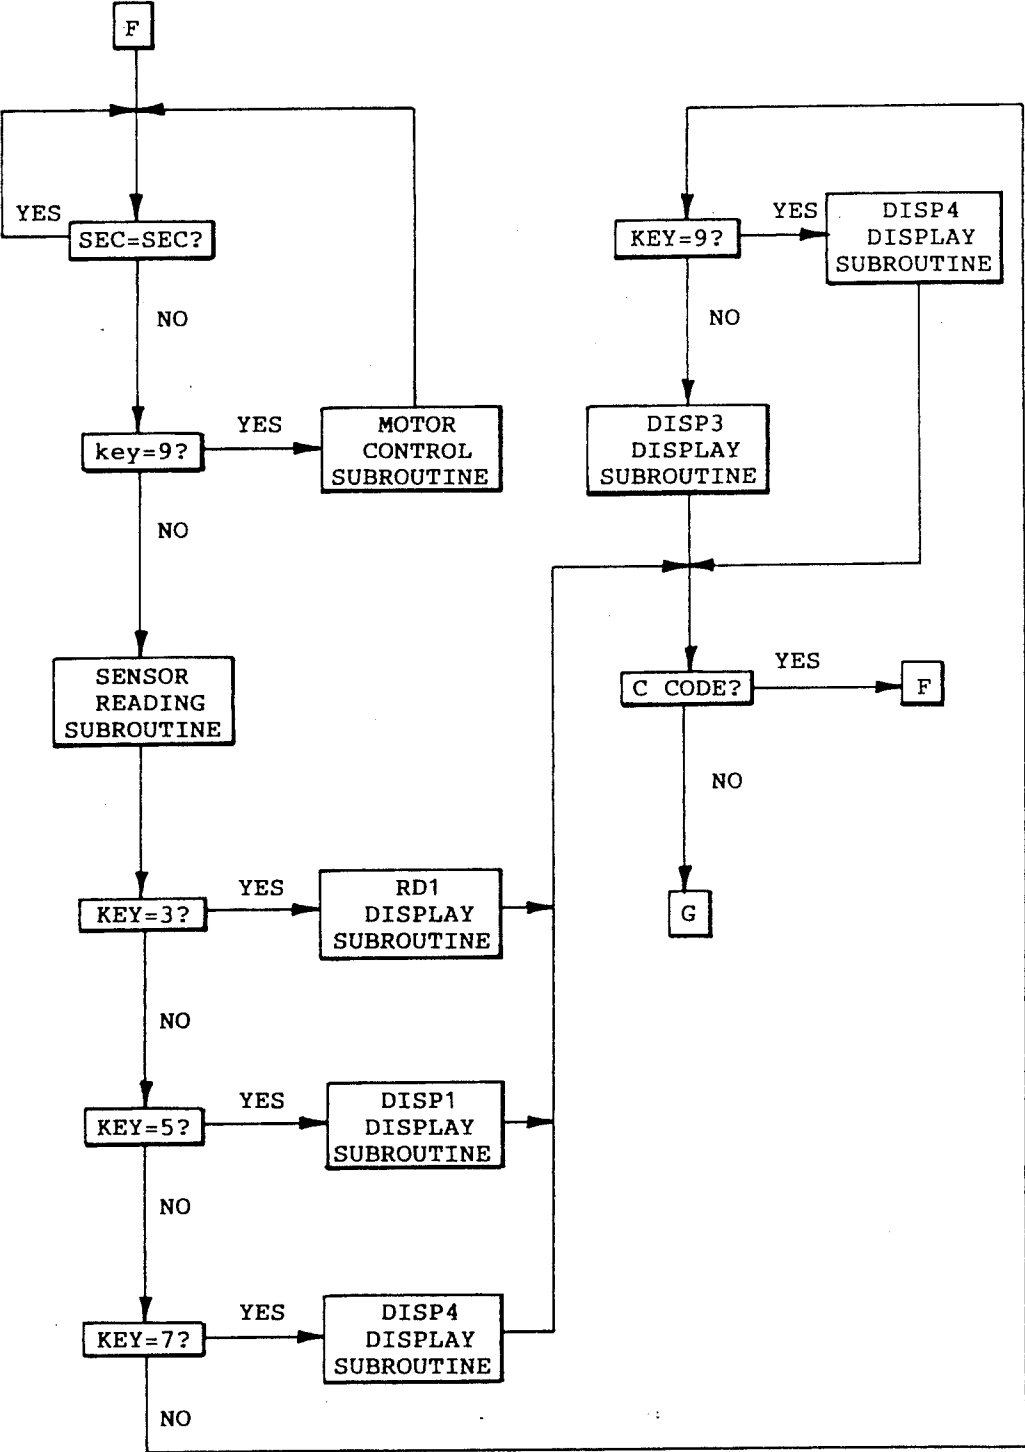 F
YES
SEC=SEC?
NO
key=9?
YES
MOTOR
CONTROL
SUBROUTINE
NO
SENSOR
READING
SUBROUTINE
KEY=3?
YES
RD1
DISPLAY
SUBROUTINE
NO
KEY=5?
YES
DISP1
DISPLAY
SUBROUTINE
NO
KEY=7?
YES
DISP4
DISPLAY
SUBROUTINE
NO
KEY=9?
YES
DISP4
DISPLAY
SUBROUTINE
NO
DISP3
DISPLAY
SUBROUTINE
C CODE?
YES
F
NO
G